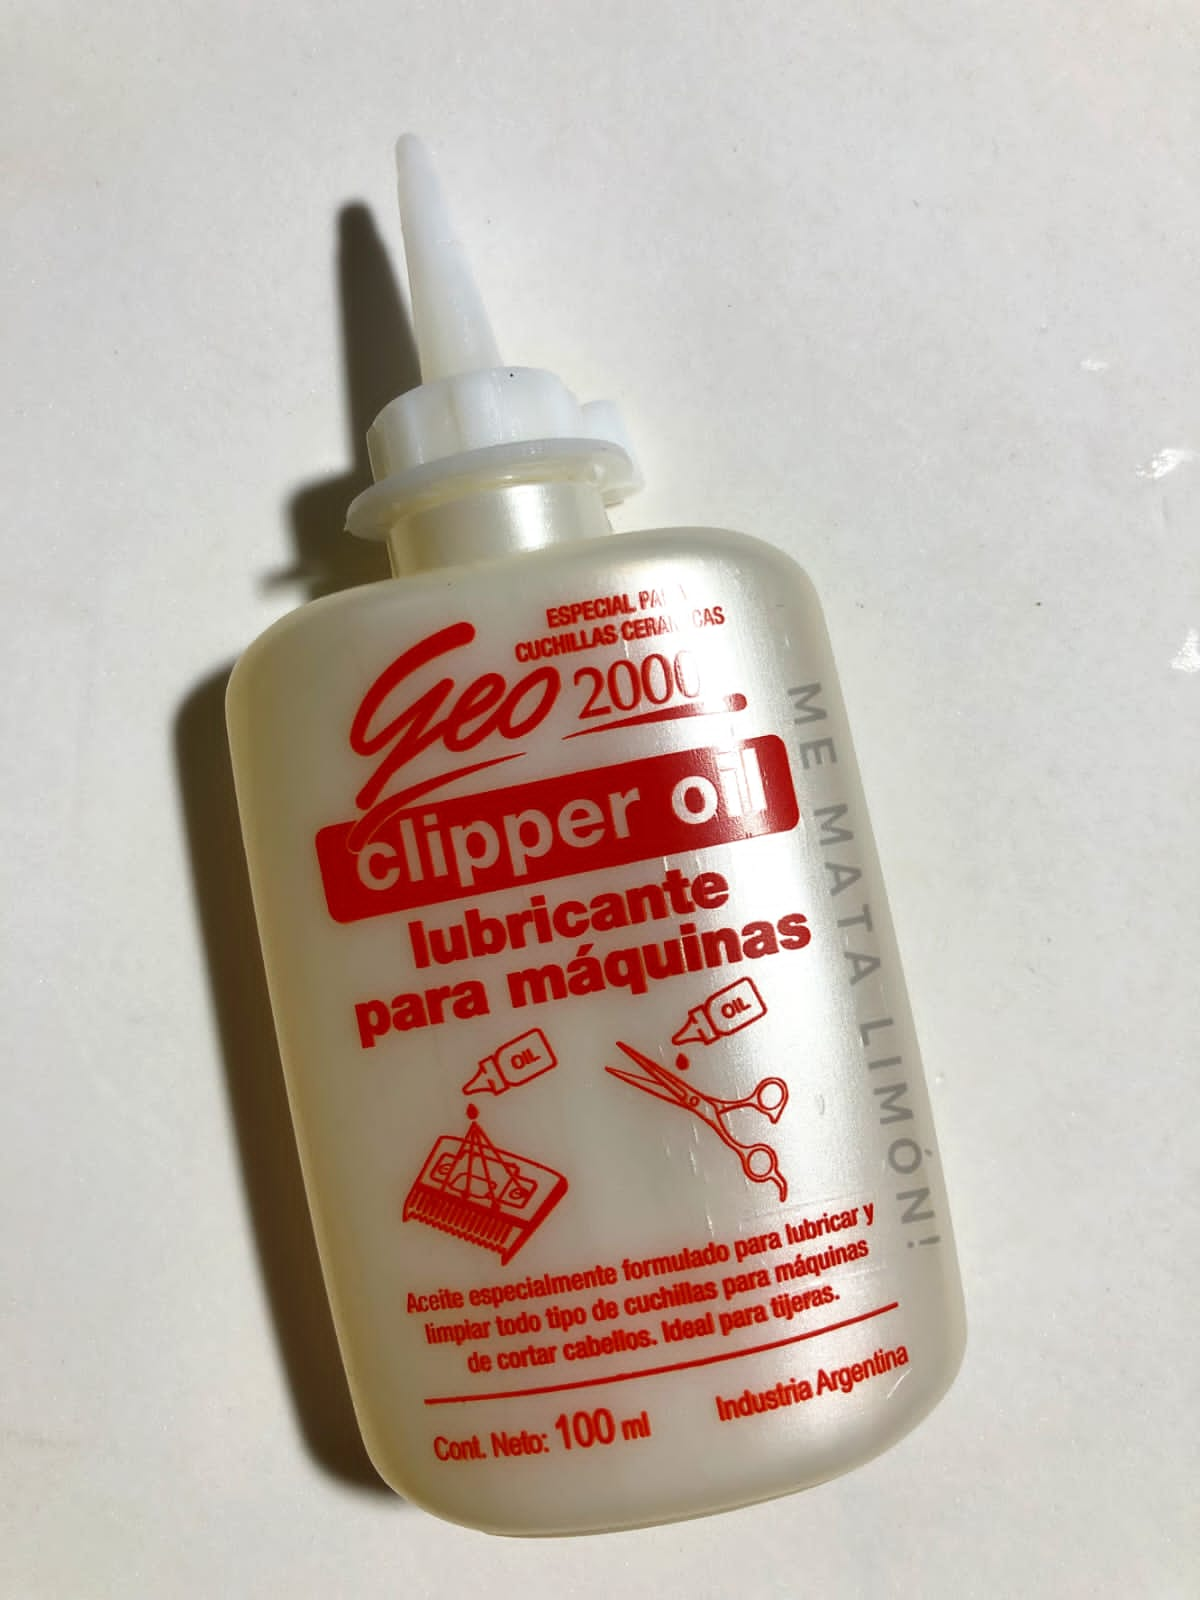 ESPECIAL PARA
CUCHILLAS CERAMICAS
Geo 2000
clipper oil
lubricante
para máquinas
OIL
OIL
Aceite especialmente formulado para lubricar y
limpiar todo tipo de cuchillas para máquinas
de cortar cabellos. Ideal para tijeras.
Cont. Neto: 100 ml
Industria Argentina
ME MATA LIMÓN!